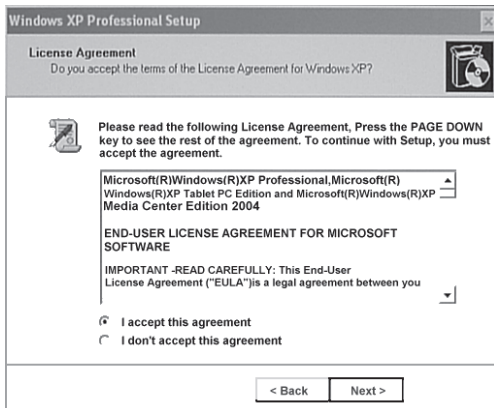 Windows XP Professional Setup
License Agreement
Do you accept the terms of the License Agreement for Windows XP?
Please read the following License Agreement, Press the PAGE DOWN
key to see the rest of the agreement. To continue with Setup, you must
accept the agreement.
Microsoft(R)Windows(R)XP Professional,Microsoft(R)
Windows(R)XP Tablet PC Edition and Microsoft(R)Windows(R)XP
Media Center Edition 2004
END-USER LICENSE AGREEMENT FOR MICROSOFT
SOFTWARE
IMPORTANT -READ CAREFULLY: This End-User
License Agreement ("EULA")is a legal agreement between you
I accept this agreement
I don't accept this agreement
< Back Next >